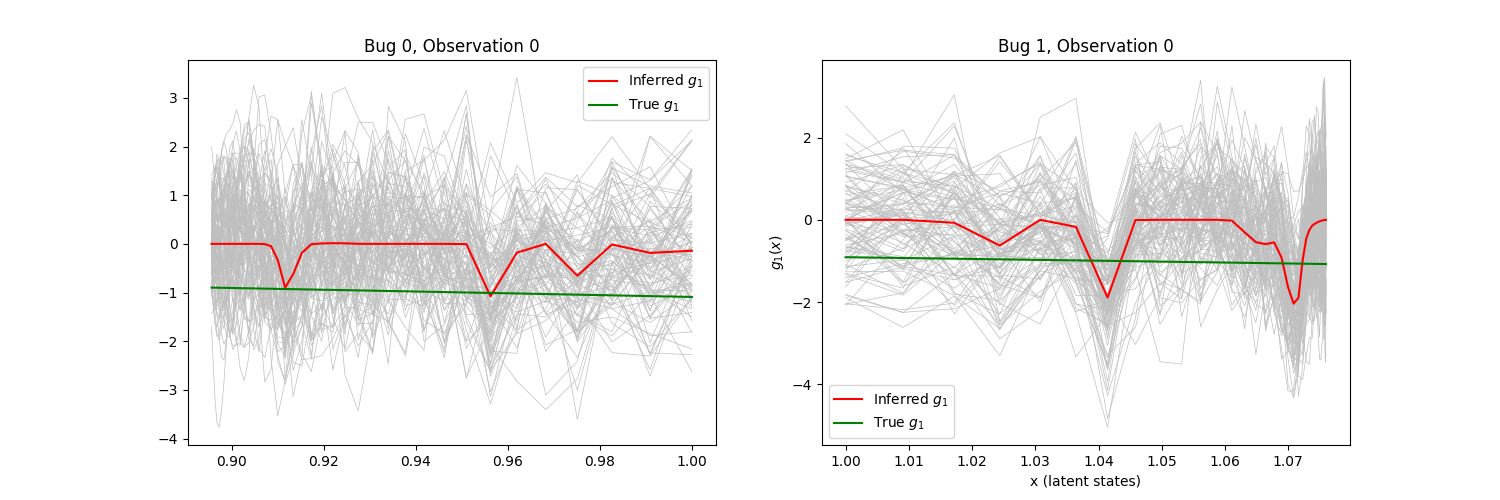 Bug 0, Observation 0
Inferred g₁
True g₁
3
2
1
0
−1
−2
−3
−4
0.90 0.92 0.94 0.96 0.98 1.00
Bug 1, Observation 0
g₁(x)
2
0
−2
−4
Inferred g₁
True g₁
1.00 1.01 1.02 1.03 1.04 1.05 1.06 1.07
x (latent states)